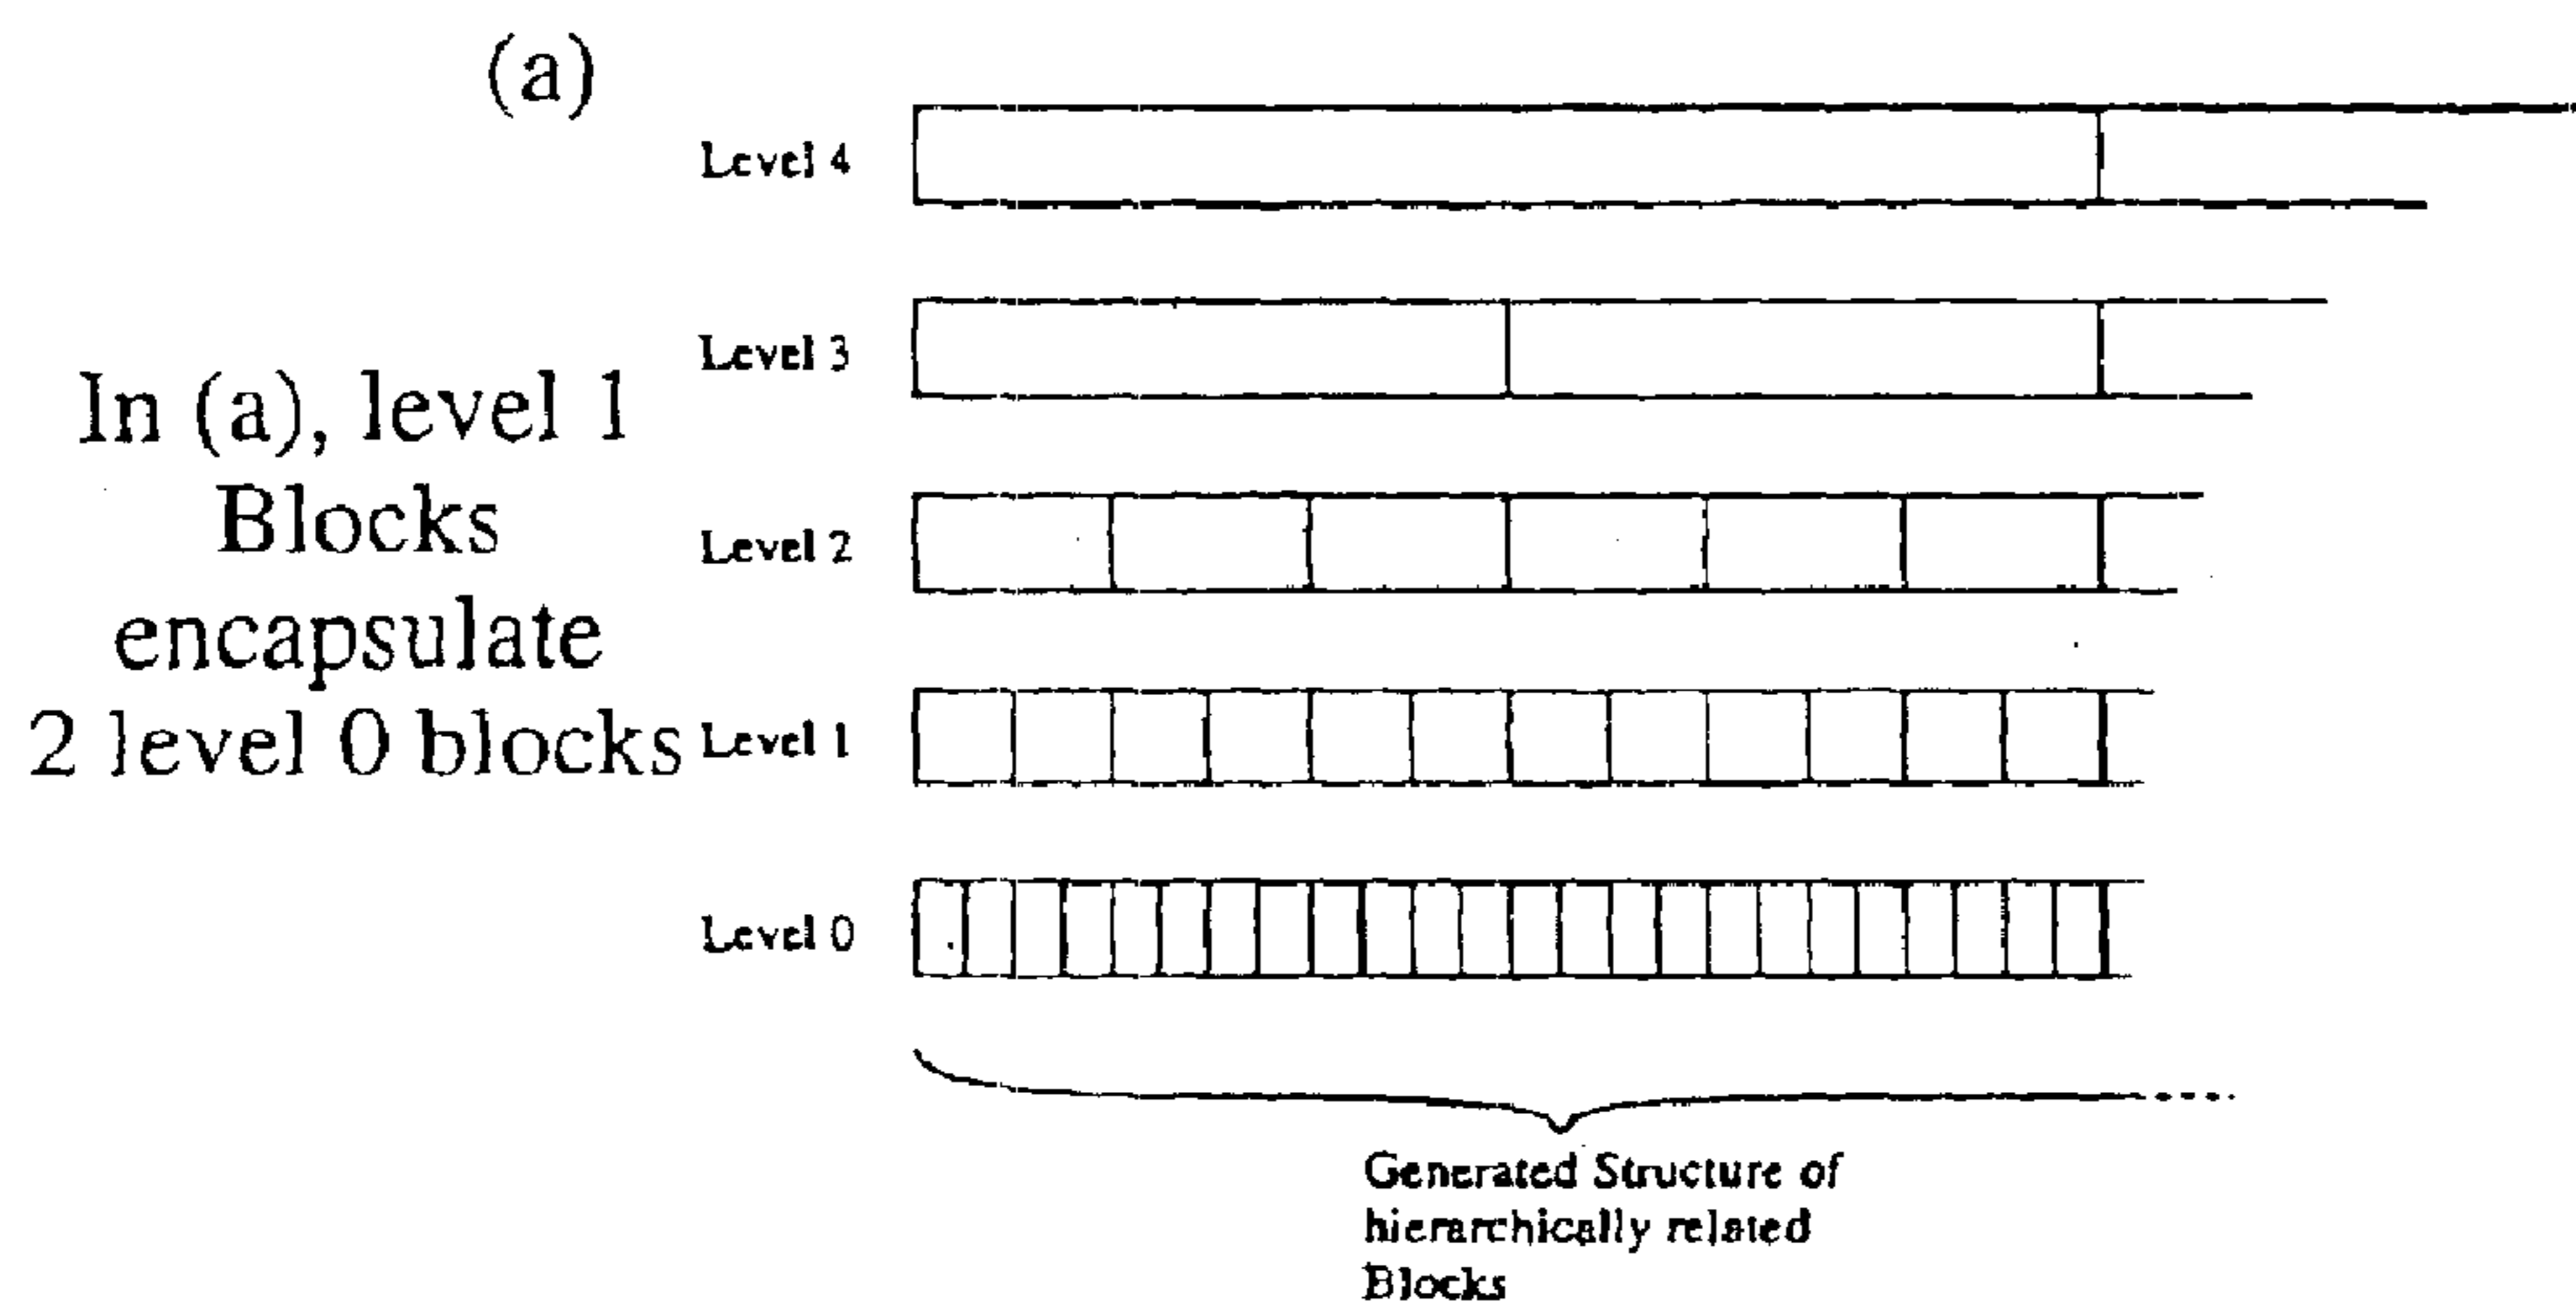 (a)
Level 4
Level 3
In (a), level 1
Blocks
encapsulate
2 level 0 blocks
Level 2
Level 1
Level 0
Generated Structure of
hierarchically related
Blocks